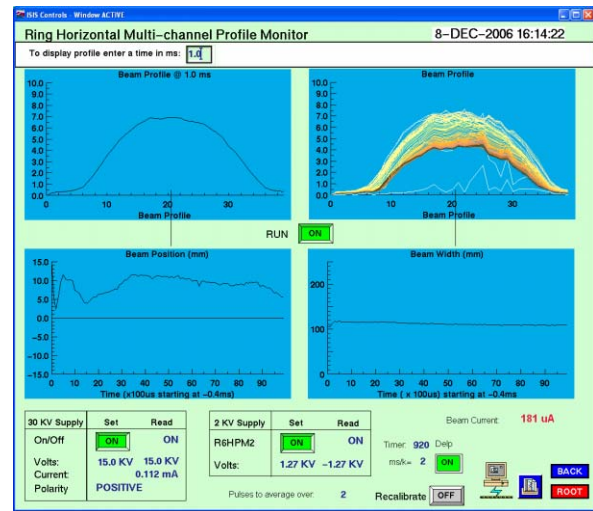 ISIS Controls - Window ACTIVE
Ring Horizontal Multi-channel Profile Monitor
8-DEC-2006 16:14:22
To display profile enter a time in ms: 1.0
Beam Profile @ 1.0 ms
10.0
9.0
8.0
7.0
6.0
5.0
4.0
3.0
2.0
1.0
0.0
0 10 20 30
Beam Profile
Beam Profile
10.0
9.0
8.0
7.0
6.0
5.0
4.0
3.0
2.0
1.0
0.0
0 10 20 30
Beam Profile
RUN ON
Beam Position (mm)
15.0
10.0
5.0
0.0
-5.0
-10.0
-15.0
0 10 20 30 40 50 60 70 80 90
Time (x100us starting at -0.4ms)
Beam Width (mm)
200
100
0
0 10 20 30 40 50 60 70 80 90
Time ( x 100us) starting at -0.4ms)
30 KV Supply Set Read
On/Off ON ON
Volts: 15.0 KV 15.0 KV
Current: 0.112 mA
Polarity POSITIVE
2 KV Supply Set Read
R6HPM2 ON ON
Volts: 1.27 KV -1.27 KV
Pulses to average over: 2
Beam Current: 181 uA
Timer: 920 Delp
ms/k= 2 ON
Recalibrate OFF
BACK
ROOT